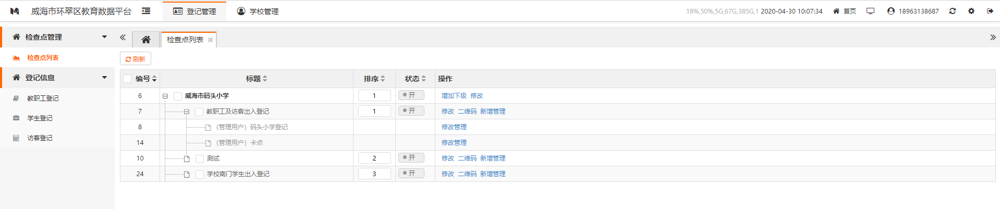 威海市环翠区教育数据平台 登记管理 学校管理 18%,50%,5G,67G,385G,1 2020-04-30 10:07:34 首页 18963138687
检查点管理
检查点列表
登记信息
教职工登记
学生登记
访客登记
检查点列表
刷新
编号 标题 排序 状态 操作
6 威海市码头小学 1 开 增加下级 修改
7 教职工及访客出入登记 1 开 修改 二维码 新增管理
8 （管理用户）码头小学登记 修改管理
14 （管理用户）卡点 修改管理
10 测试 2 开 修改 二维码 新增管理
24 学校南门学生出入登记 3 开 修改 二维码 新增管理